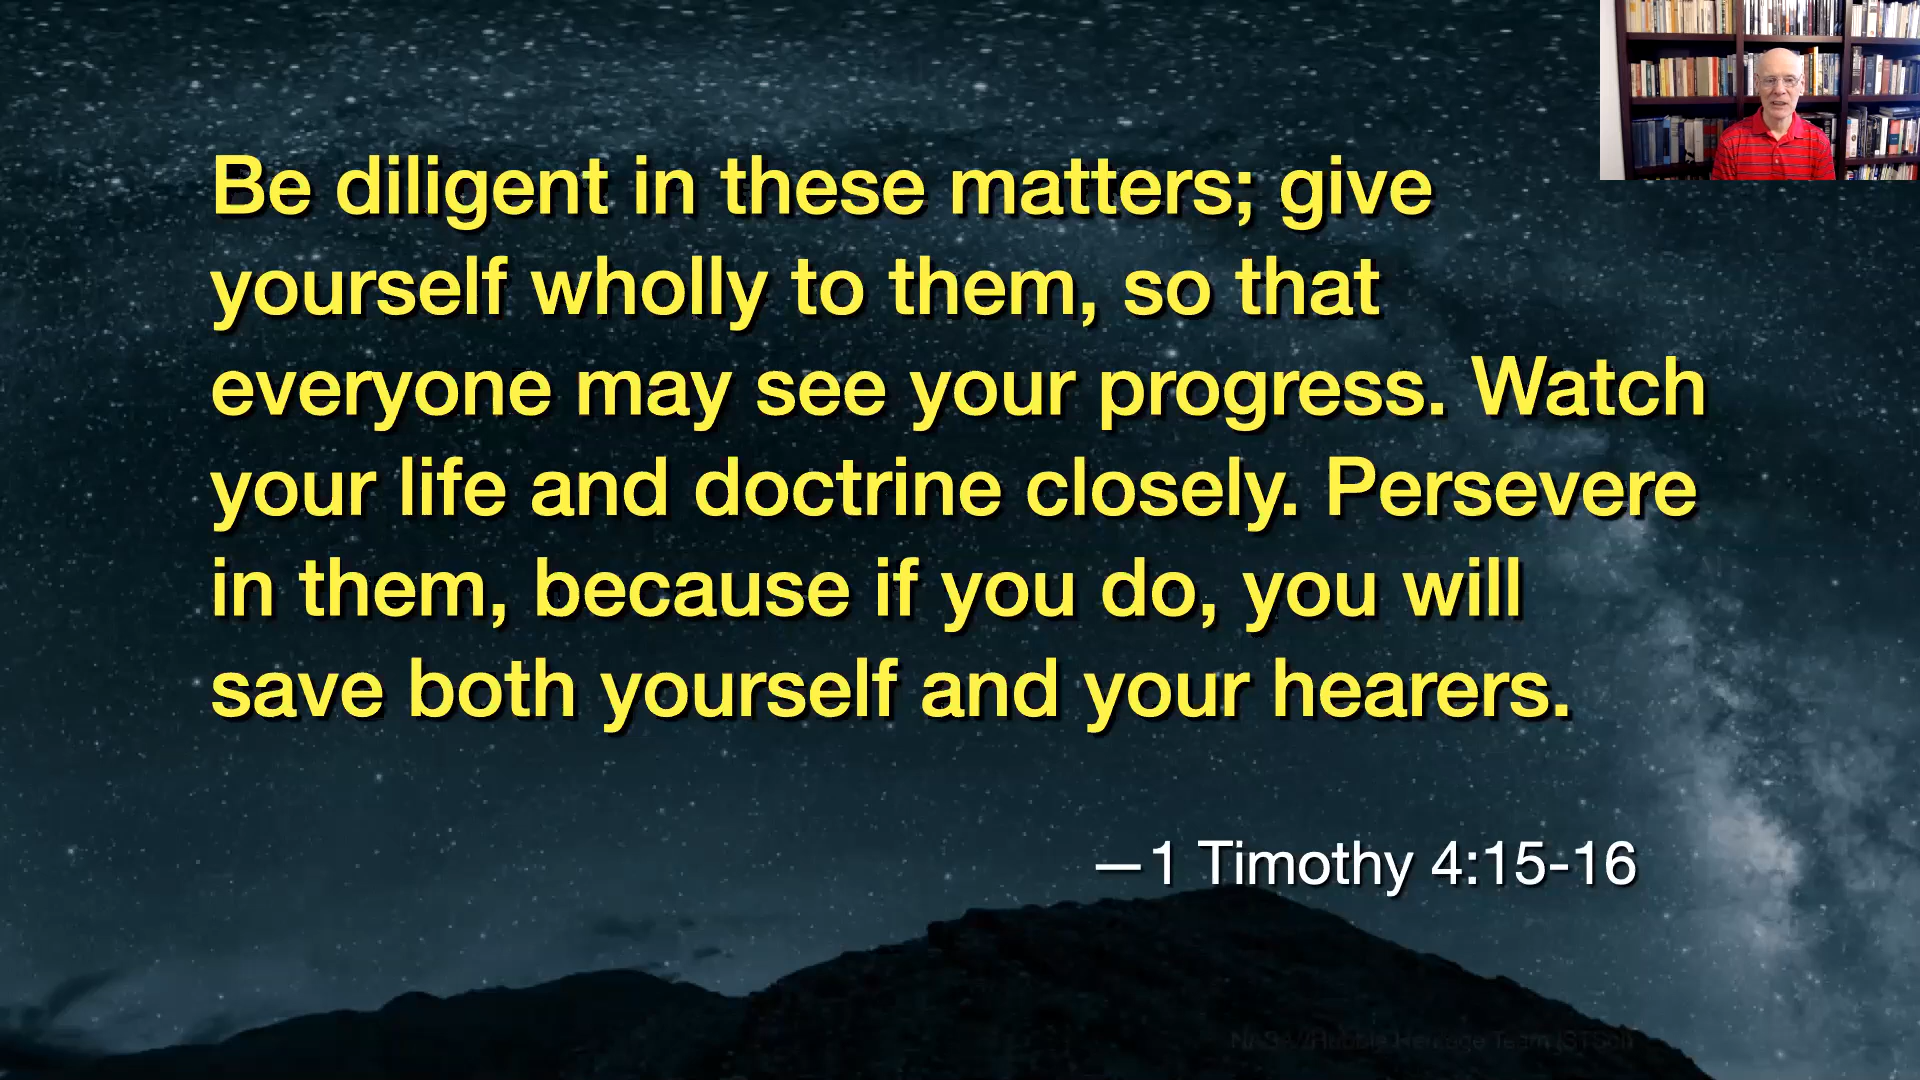 Be diligent in these matters; give
yourself wholly to them, so that
everyone may see your progress. Watch
your life and doctrine closely. Persevere
in them, because if you do, you will
save both yourself and your hearers.
—1 Timothy 4:15-16
Heritage Team